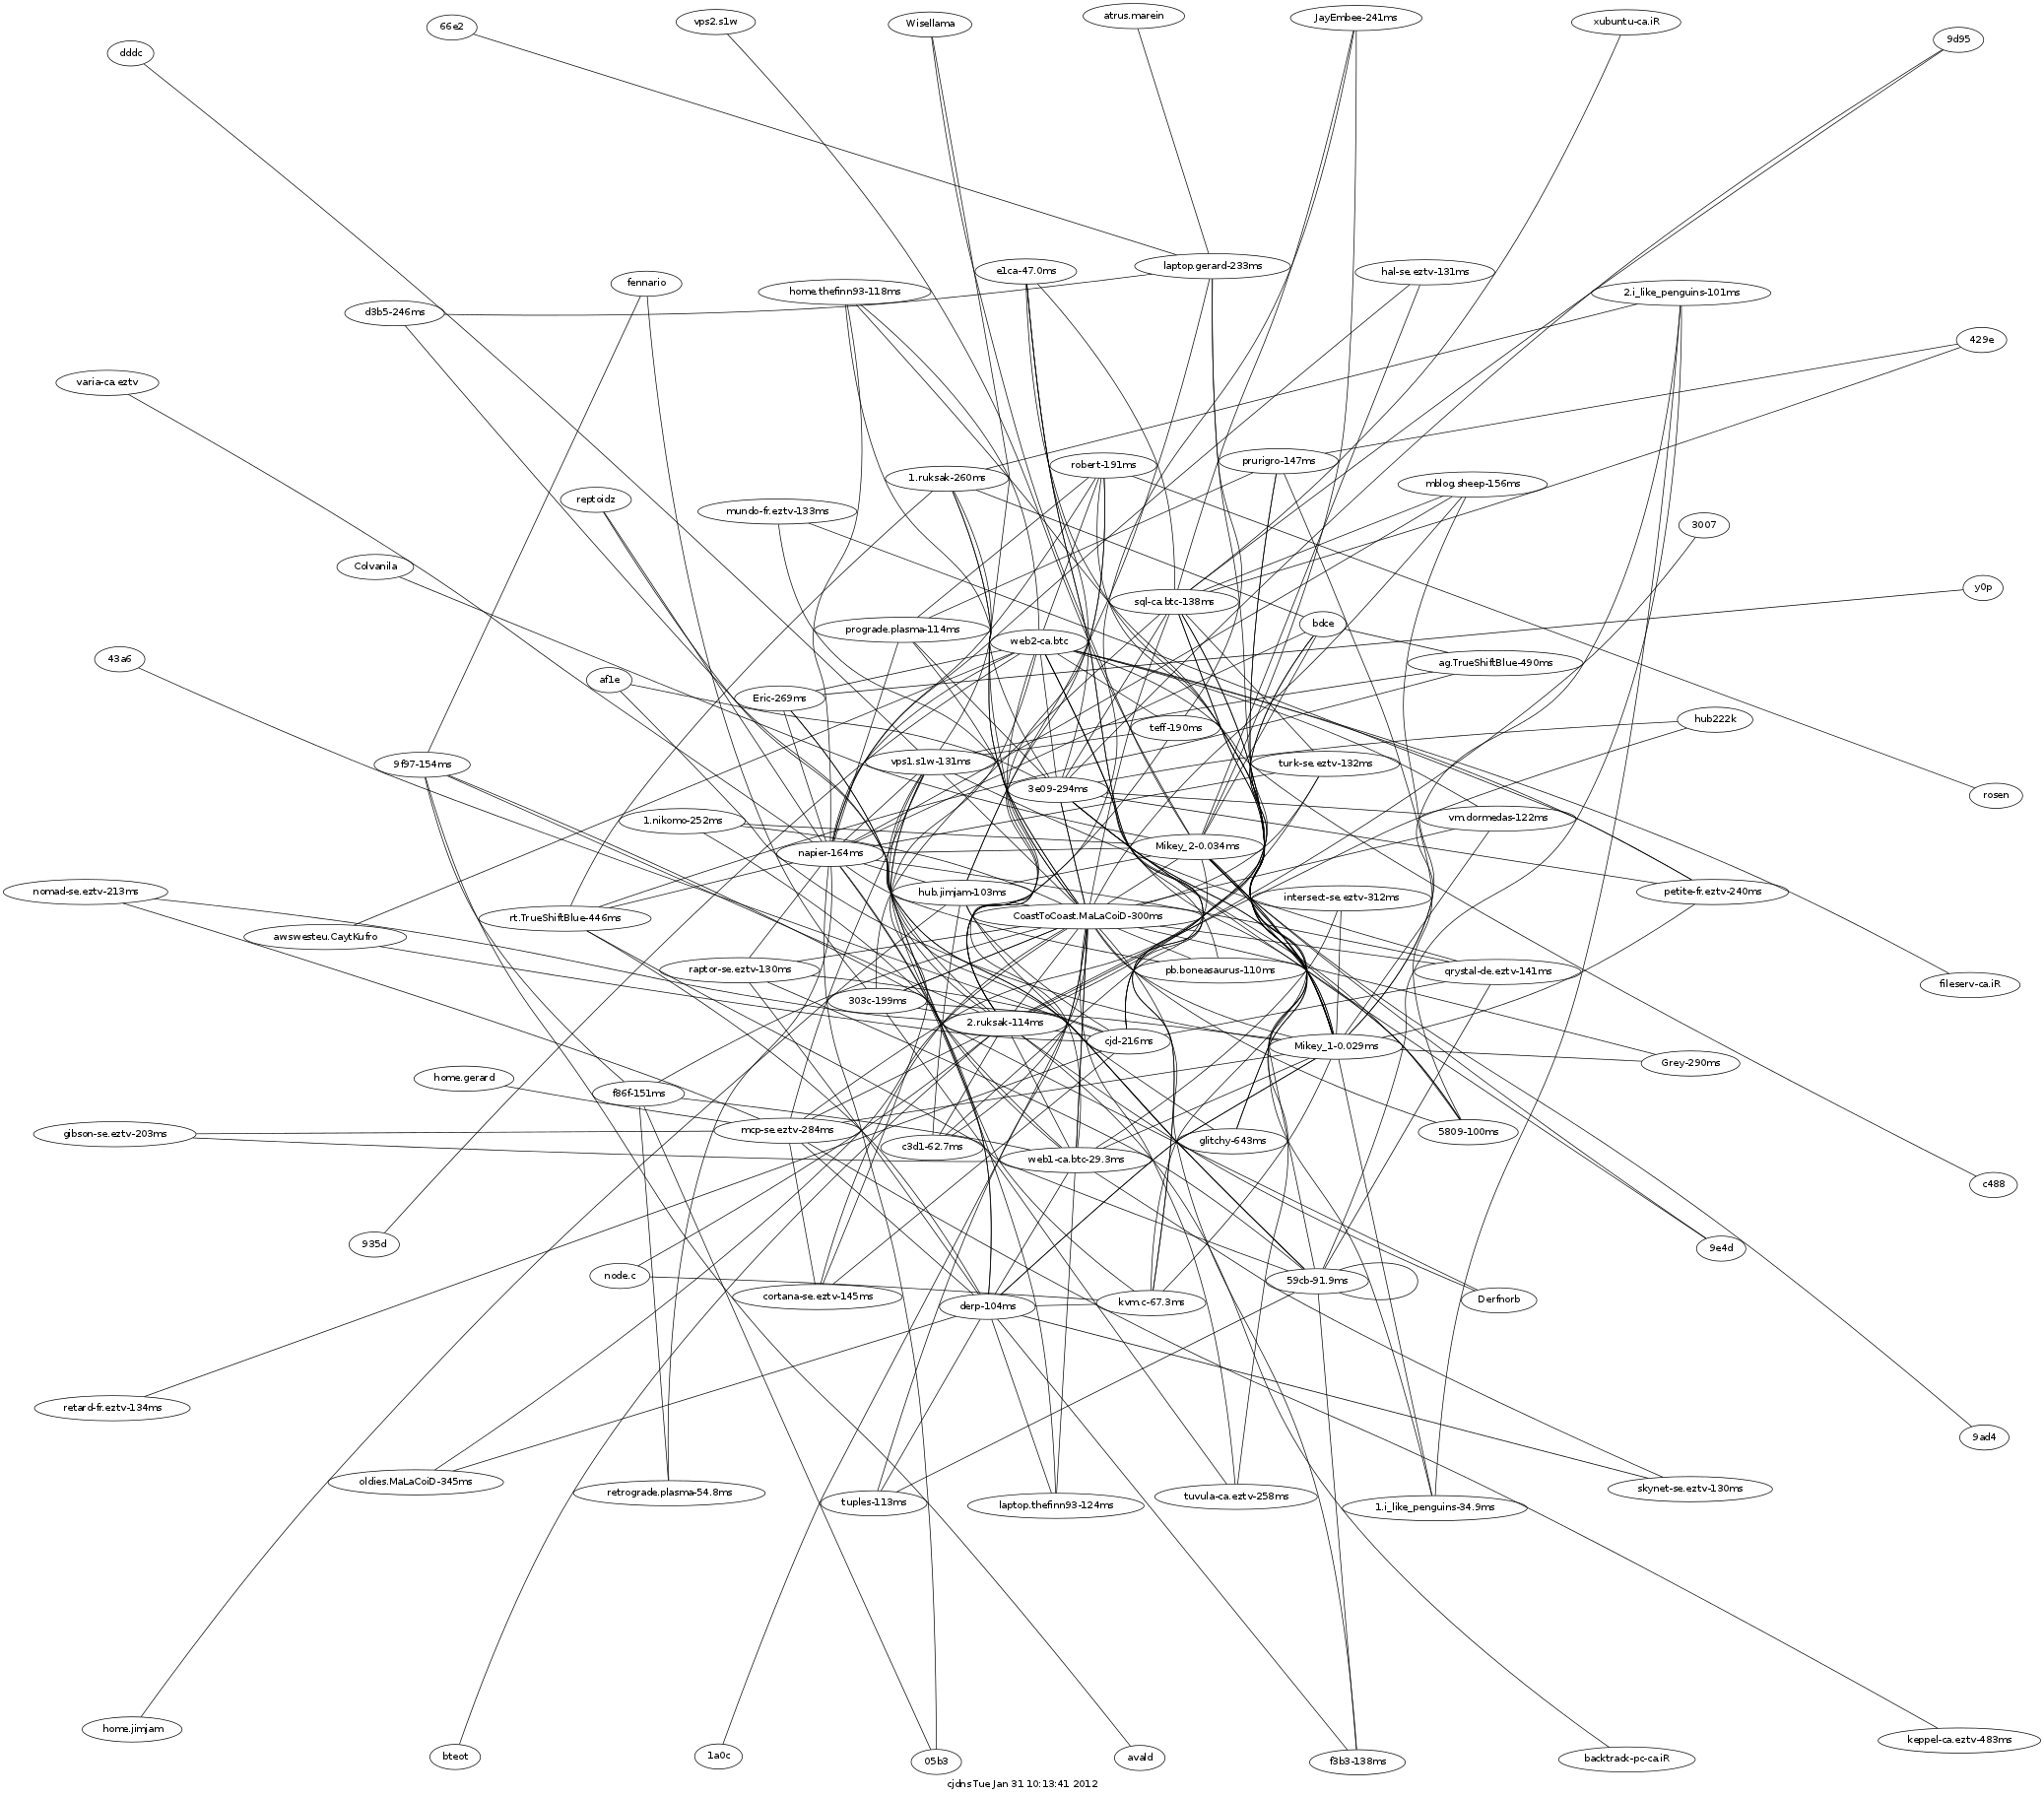 66e2
vps2.s1w
Wisellama
atrus.marein
JayEmbee-241ms
xubuntu-ca.iR
dddc
9d95
e1ca-47.0ms
laptop.gerard-233ms
hal-se.eztv-131ms
fennario
home.thefinn93-118ms
2.i_like_penguins-101ms
d3b5-246ms
429e
varia-ca.eztv
1.ruksak-260ms
robert-191ms
prurigro-147ms
mblog.sheep-156ms
reptoidz
mundo-fr.eztv-133ms
3007
Colvanila
y0p
sql-ca.btc-138ms
prograde.plasma-114ms
web2-ca.btc
bdce
43a6
ag.TrueShiftBlue-490ms
af1e
Eric-269ms
teff-190ms
hub222k
9f97-154ms
vps1.s1w-131ms
turk-se.eztv-132ms
3e09-294ms
rosen
1.nikomo-252ms
vm.dormedas-122ms
napier-164ms
Mikey_2-0.034ms
nomad-se.eztv-213ms
hub.jimjam-103ms
intersect-se.eztv-312ms
petite-fr.eztv-240ms
rt.TrueShiftBlue-446ms
CoastToCoast.MaLaCoiD-300ms
awswesteu.CaytKufro
raptor-se.eztv-130ms
pb.boneasaurus-110ms
qrystal-de.eztv-141ms
fileserv-ca.iR
303c-199ms
2.ruksak-114ms
cjd-216ms
Mikey_1-0.029ms
Grey-290ms
home.gerard
f86f-151ms
gibson-se.eztv-203ms
mcp-se.eztv-284ms
c3d1-62.7ms
glitchy-643ms
5809-100ms
web1-ca.btc-29.3ms
c488
935d
9e4d
node.c
59cb-91.9ms
cortana-se.eztv-145ms
derp-104ms
kvm.c-67.3ms
Derfnorb
retard-fr.eztv-134ms
9ad4
oldies.MaLaCoiD-345ms
retrograde.plasma-54.8ms
tuples-113ms
laptop.thefinn93-124ms
tuvula-ca.eztv-258ms
1.i_like_penguins-34.9ms
skynet-se.eztv-130ms
home.jimjam
keppel-ca.eztv-483ms
bteot
1a0c
05b3
avald
f3b3-138ms
backtrack-pc-ca.iR
cjdns Tue Jan 31 10:13:41 2012